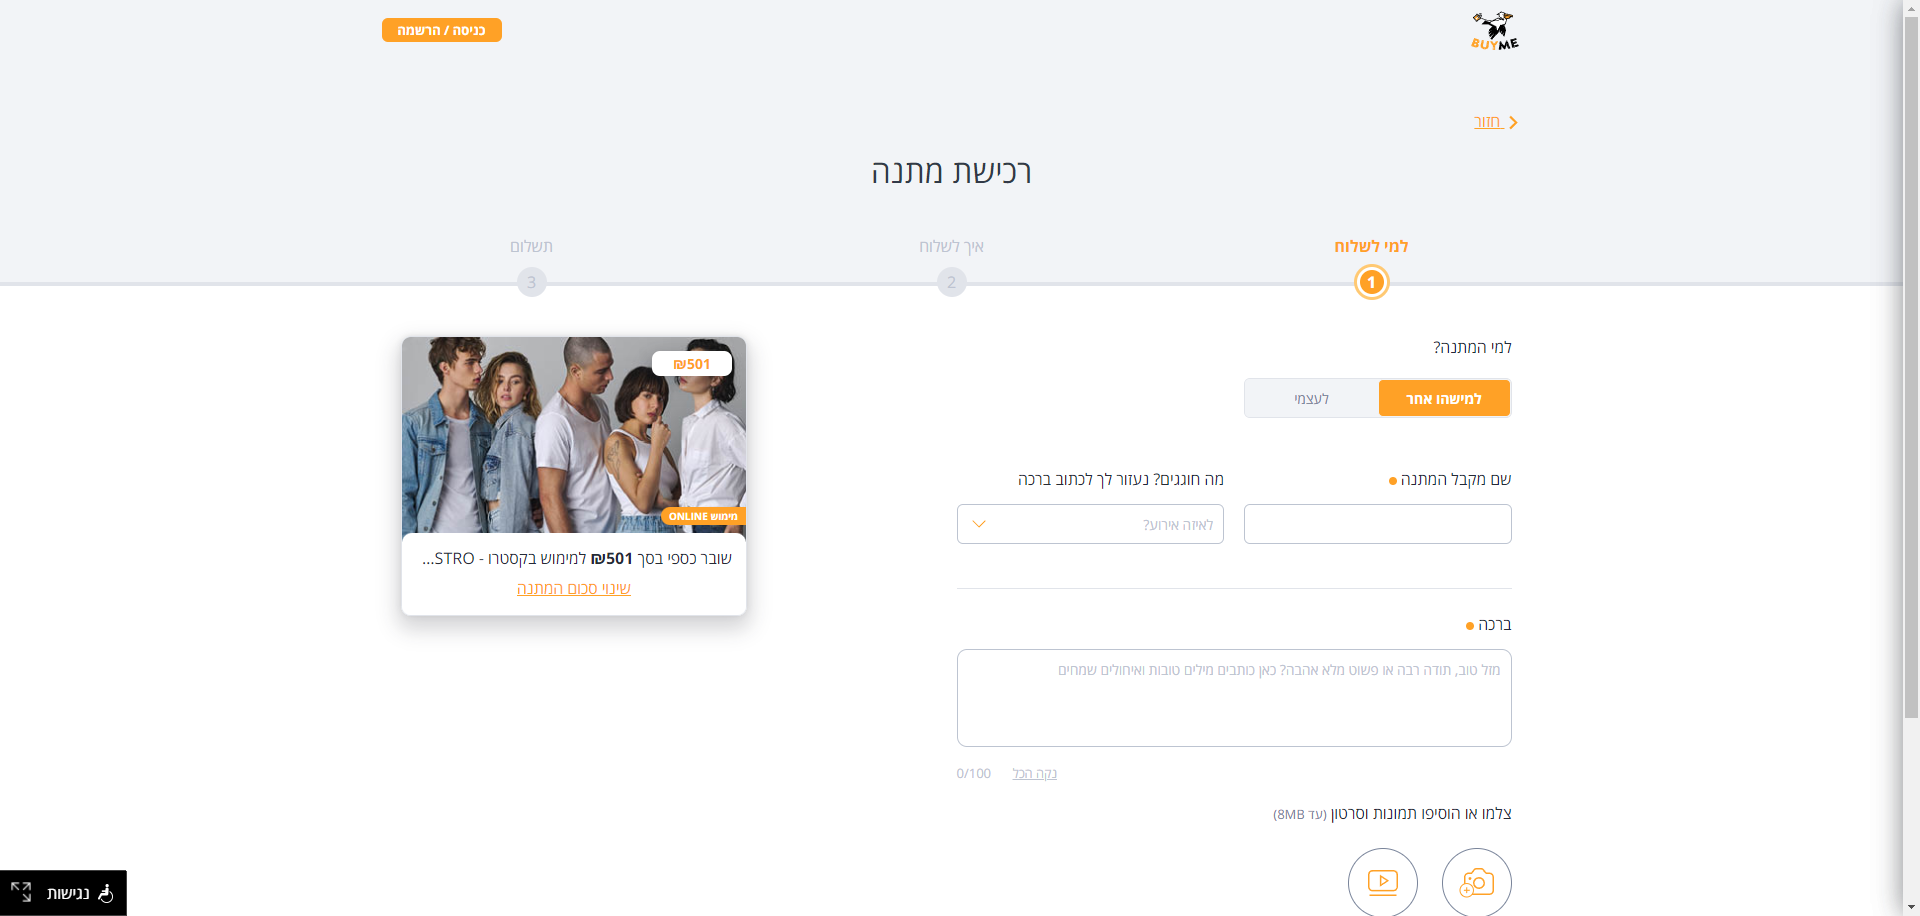 BUYME
כניסה / הרשמה
חזור
רכישת מתנה
למי לשלוח
איך לשלוח
תשלום
1
2
3
למי המתנה?
למישהו אחר
לעצמי
שם מקבל המתנה
מה חוגגים? נעזור לך לכתוב ברכה
לאיזה אירוע?
ברכה
מזל טוב, תודה רבה או פשוט מלא אהבה? כאן כותבים מילים טובות ואיחולים שמחים
נקה הכל
0/100
צלמו או הוסיפו תמונות וסרטון (עד 8MB)
₪501
מימוש ONLINE
שובר כספי בסך ₪501 למימוש בקסטרו - STRO...
שינוי סכום המתנה
נגישות